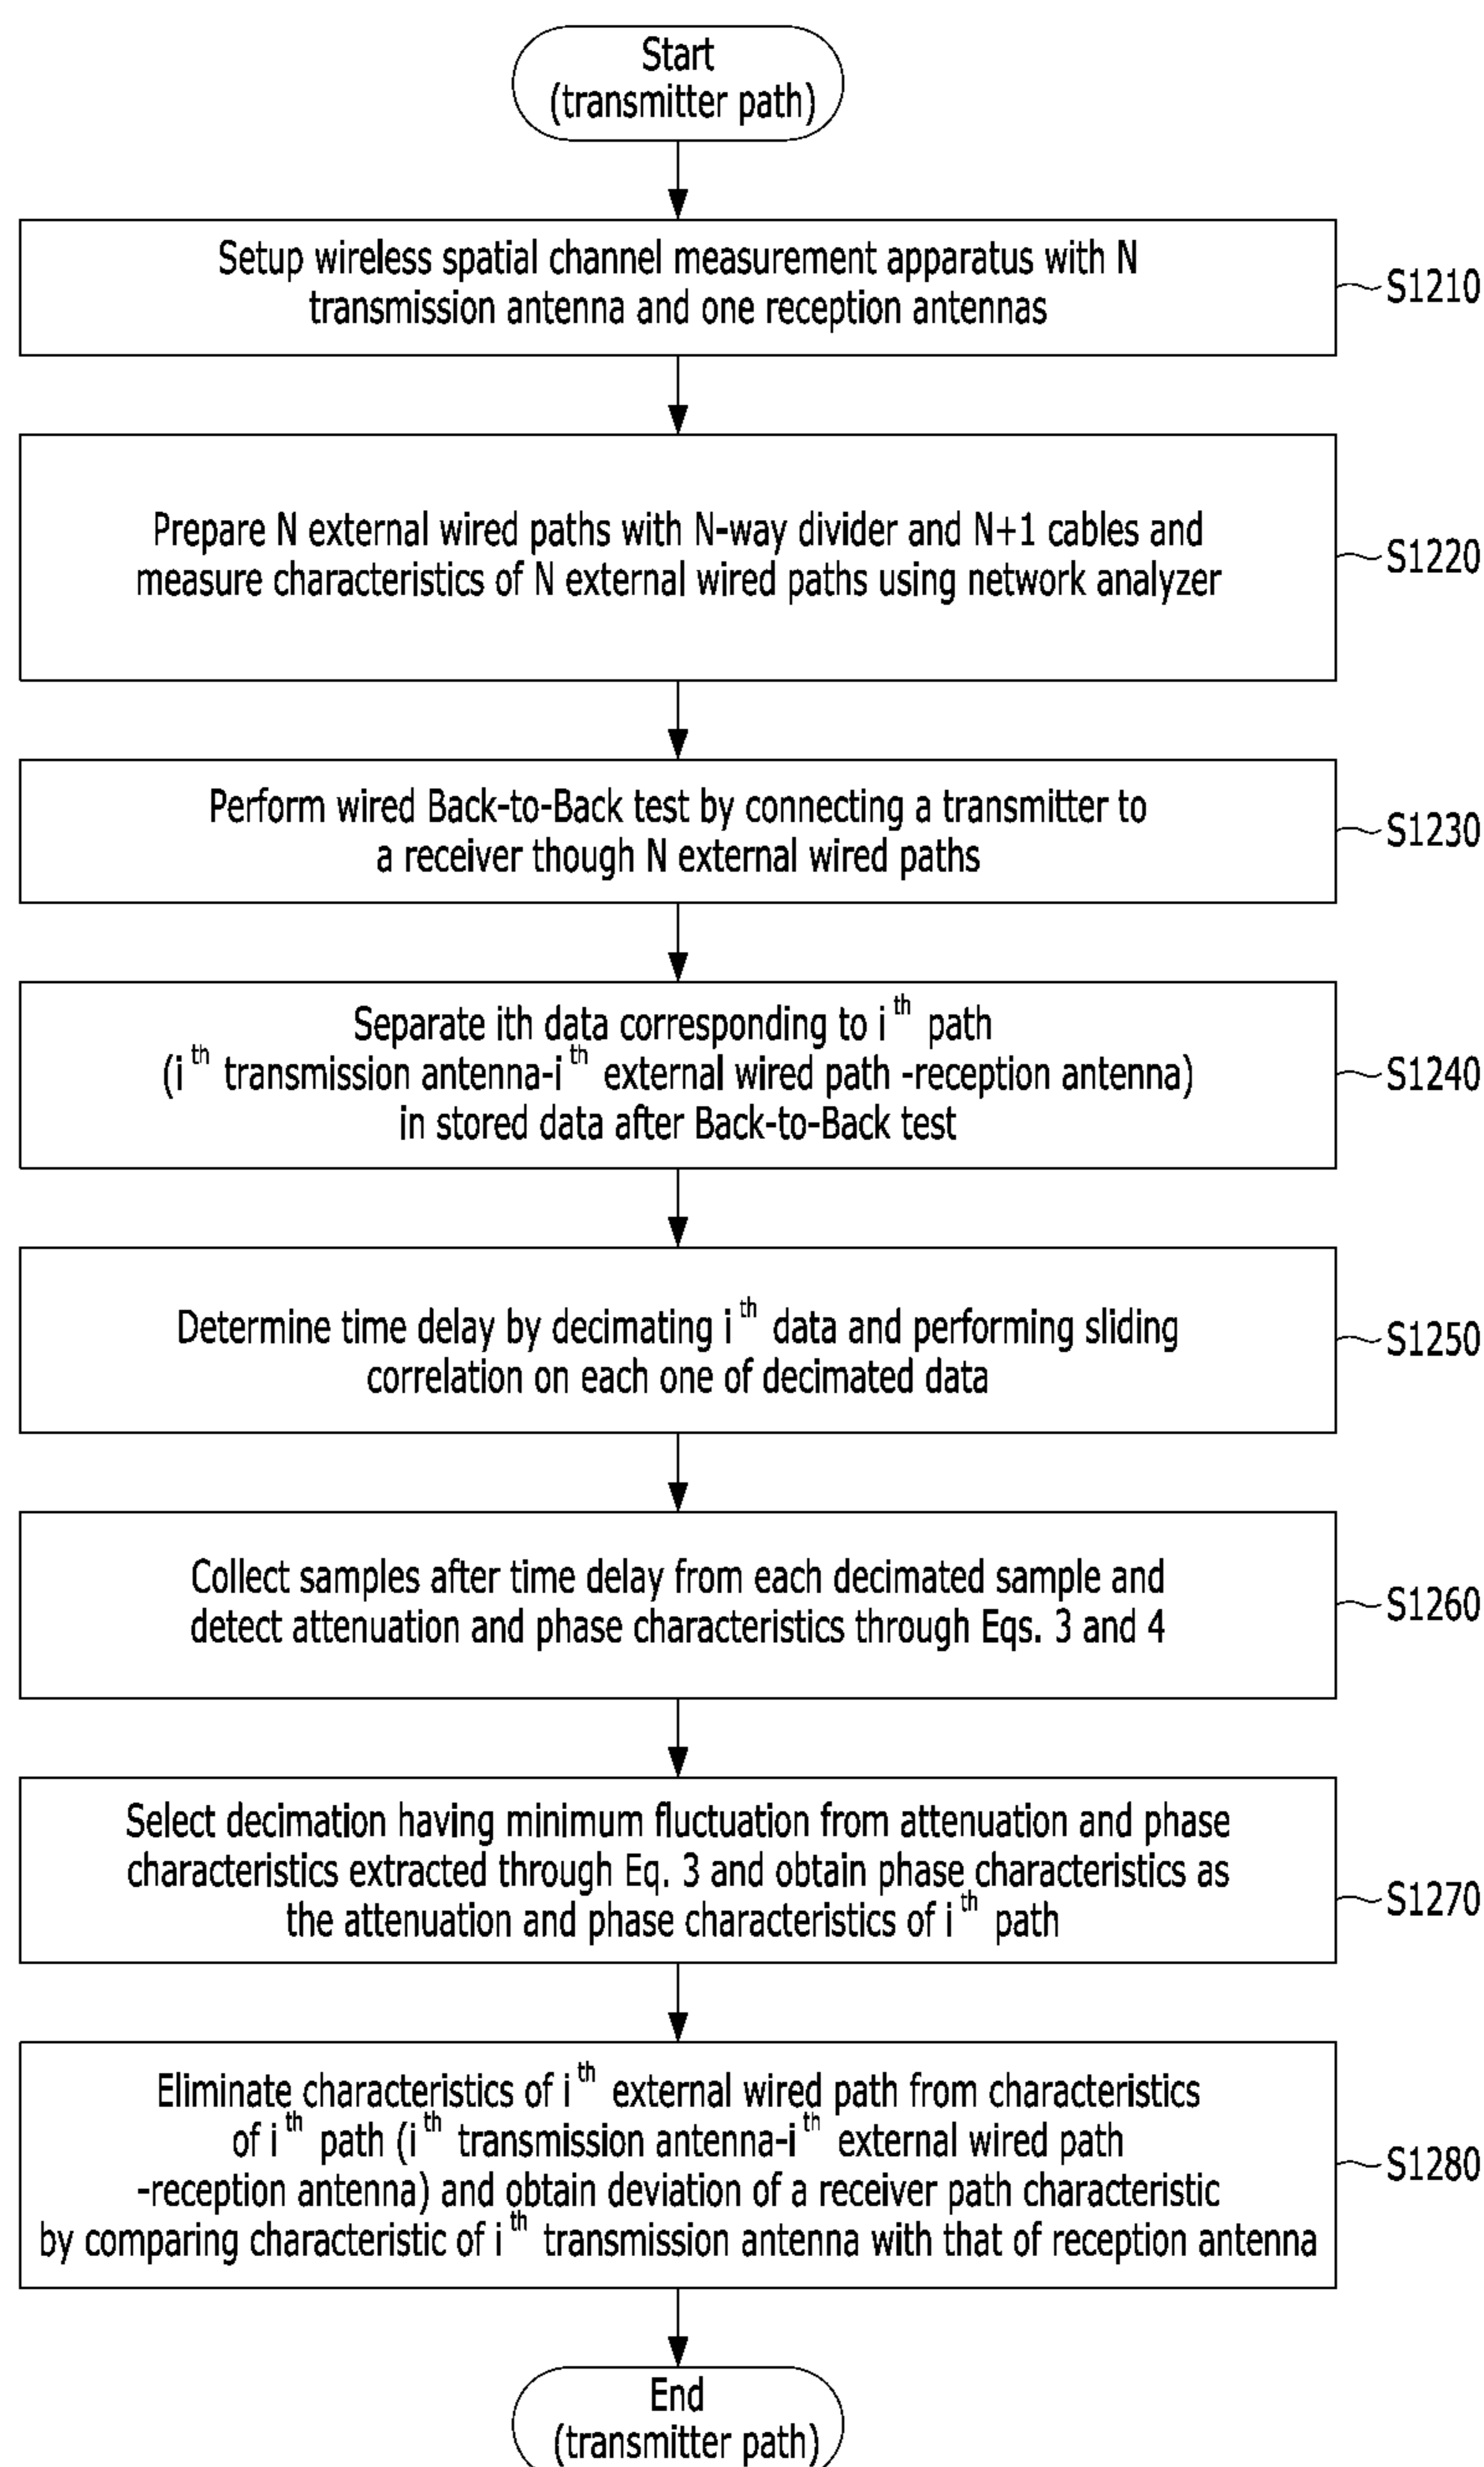 Start
(transmitter path)
Setup wireless spatial channel measurement apparatus with N
transmission antenna and one reception antennas
S1210
Prepare N external wired paths with N-way divider and N+1 cables and
measure characteristics of N external wired paths using network analyzer
S1220
Perform wired Back-to-Back test by connecting a transmitter to
a receiver though N external wired paths
S1230
Separate ith data corresponding to i th path
(i th transmission antenna-i th external wired path -reception antenna)
in stored data after Back-to-Back test
S1240
Determine time delay by decimating i th data and performing sliding
correlation on each one of decimated data
S1250
Collect samples after time delay from each decimated sample and
detect attenuation and phase characteristics through Eqs. 3 and 4
S1260
Select decimation having minimum fluctuation from attenuation and phase
characteristics extracted through Eq. 3 and obtain phase characteristics as
the attenuation and phase characteristics of i th path
S1270
Eliminate characteristics of i th external wired path from characteristics
of i th path (i th transmission antenna-i th external wired path
-reception antenna) and obtain deviation of a receiver path characteristic
by comparing characteristic of i th transmission antenna with that of reception antenna
S1280
End
(transmitter path)